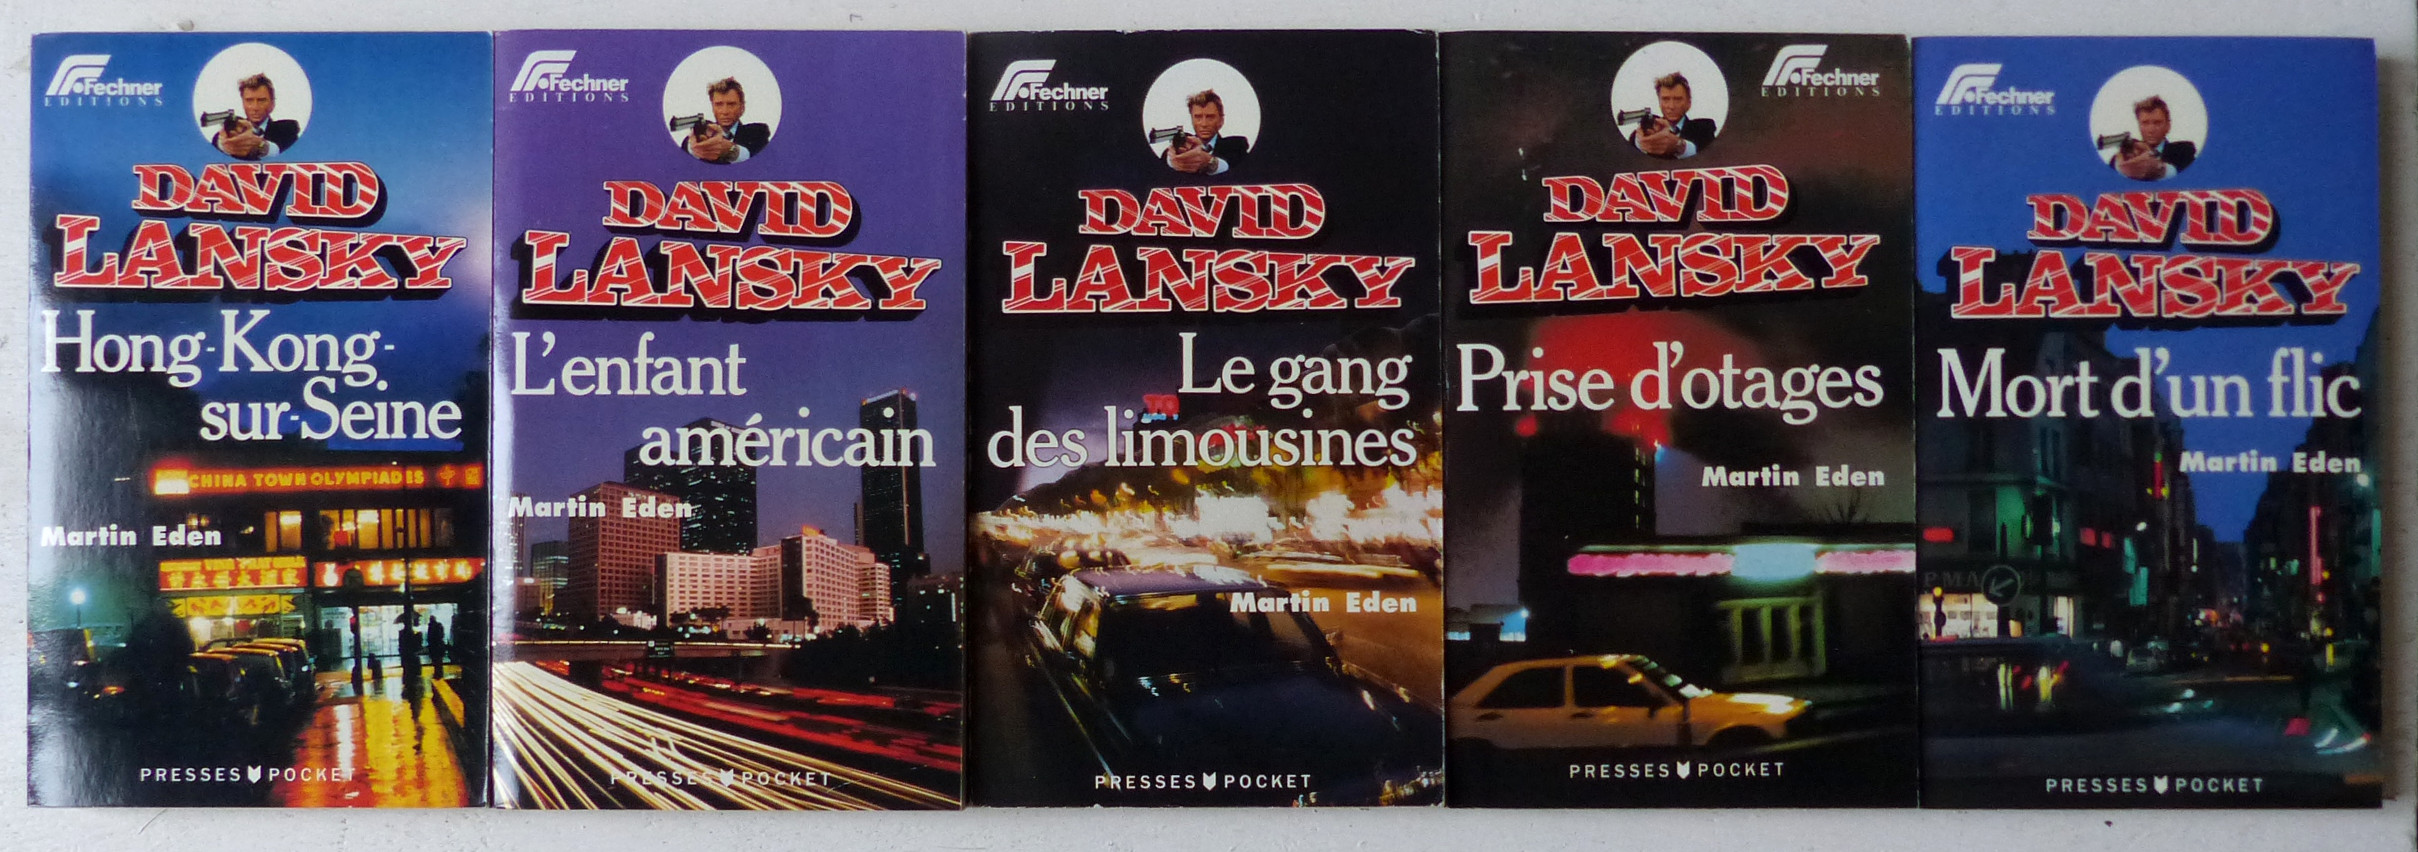 Fechner
EDITIONS
DAVID
LANSKY
Hong-Kong-
sur-Seine
CHINA TOWN OLYMPIADES
Martin Eden
PRESSES POCKET
Fechner
EDITIONS
DAVID
LANSKY
L'enfant
américain
Martin Eden
PRESSES POCKET
Fechner
EDITIONS
DAVID
LANSKY
Le gang
des limousines
Martin Eden
PRESSES POCKET
Fechner
EDITIONS
DAVID
LANSKY
Prise d'otages
Martin Eden
PRESSES POCKET
Fechner
EDITIONS
DAVID
LANSKY
Mort d'un flic
Martin Eden
PMA
PRESSES POCKET